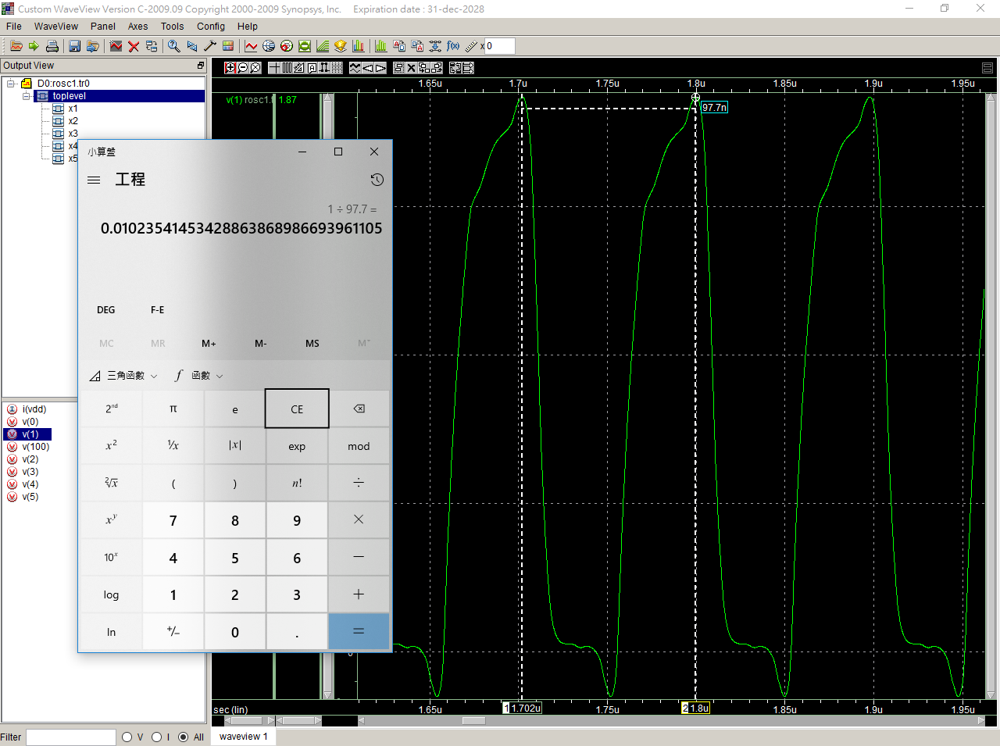 Custom WaveView Version C-2009.09 Copyright 2000-2009 Synopsys, Inc. Expiration date : 31-dec-2028
File WaveView Panel Axes Tools Config Help
f(x) x 0
Output View
D0:rosc1.tr0
toplevel
x1
x2
x3
x4
x5
1.65u 1.7u 1.75u 1.8u 1.85u 1.9u 1.95u
v(1) rosc1.t 1.87
97.7n
小算盤
工程
1 ÷ 97.7 =
0.01023541453428863868986693961105
DEG F-E
MC MR M+ M- MS M˅
三角函數 f 函數
2nd π e CE
x² ⅟x |x| exp mod
²√x ( ) n! ÷
xʸ 7 8 9 ×
10ˣ 4 5 6 −
log 1 2 3 +
ln +/− 0 . =
i(vdd)
v(0)
v(1)
v(100)
v(2)
v(3)
v(4)
v(5)
0
sec (lin) 1.65u 1 1.702u 1.75u 2 1.8u 1.85u 1.9u 1.95u
Filter V I All
waveview 1